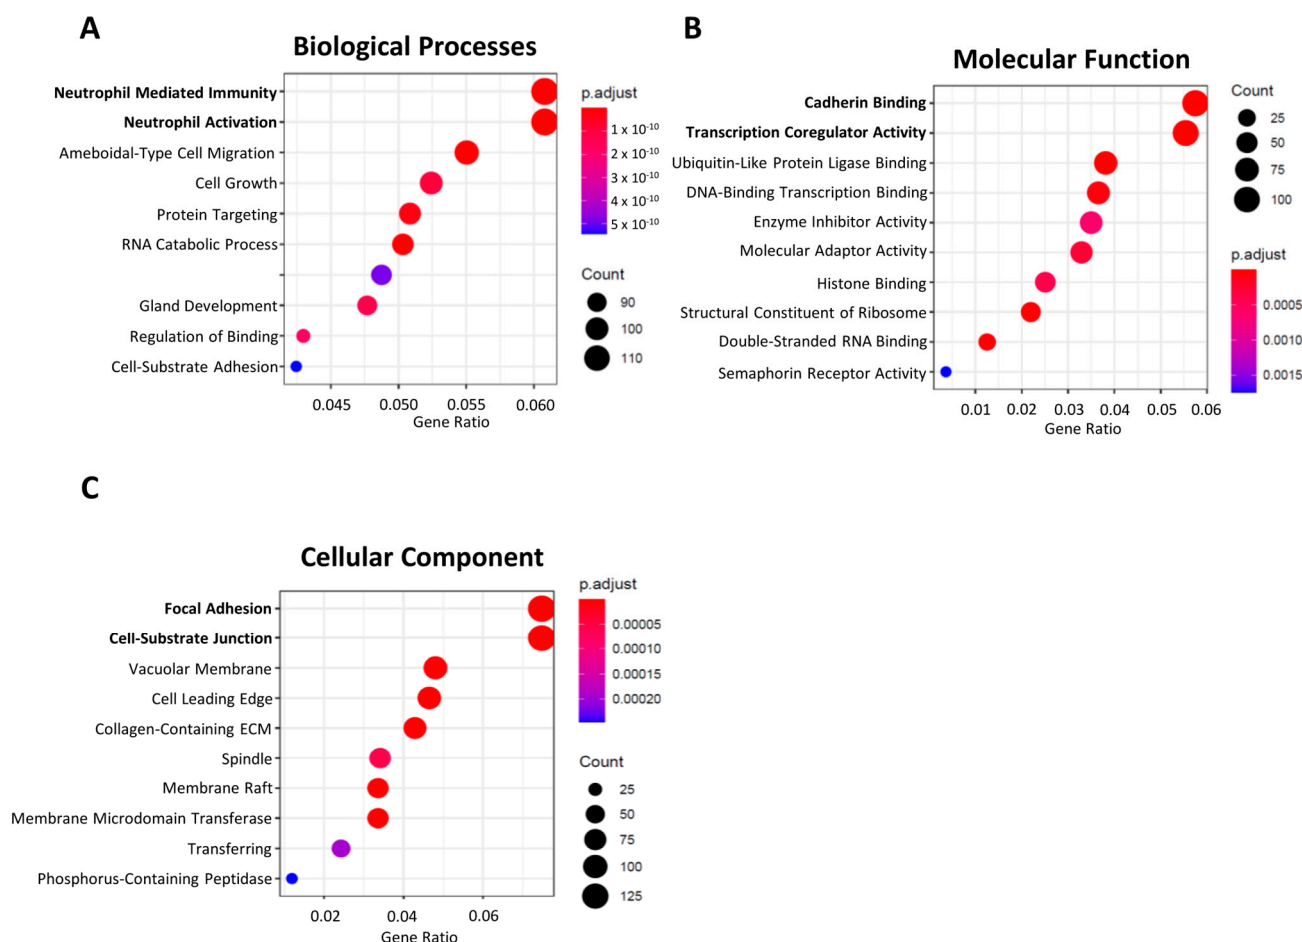 A
Biological Processes
Neutrophil Mediated Immunity
Neutrophil Activation
Ameboidal-Type Cell Migration
Cell Growth
Protein Targeting
RNA Catabolic Process
Gland Development
Regulation of Binding
Cell-Substrate Adhesion
0.045 0.050 0.055 0.060
Gene Ratio
p.adjust
1 x 10⁻¹⁰
2 x 10⁻¹⁰
3 x 10⁻¹⁰
4 x 10⁻¹⁰
5 x 10⁻¹⁰
Count
90
100
110
B
Molecular Function
Cadherin Binding
Transcription Coregulator Activity
Ubiquitin-Like Protein Ligase Binding
DNA-Binding Transcription Binding
Enzyme Inhibitor Activity
Molecular Adaptor Activity
Histone Binding
Structural Constituent of Ribosome
Double-Stranded RNA Binding
Semaphorin Receptor Activity
0.01 0.02 0.03 0.04 0.05 0.06
Gene Ratio
Count
25
50
75
100
p.adjust
0.0005
0.0010
0.0015
C
Cellular Component
Focal Adhesion
Cell-Substrate Junction
Vacuolar Membrane
Cell Leading Edge
Collagen-Containing ECM
Spindle
Membrane Raft
Membrane Microdomain Transferase
Transferring
Phosphorus-Containing Peptidase
0.02 0.04 0.06
Gene Ratio
p.adjust
0.00005
0.00010
0.00015
0.00020
Count
25
50
75
100
125